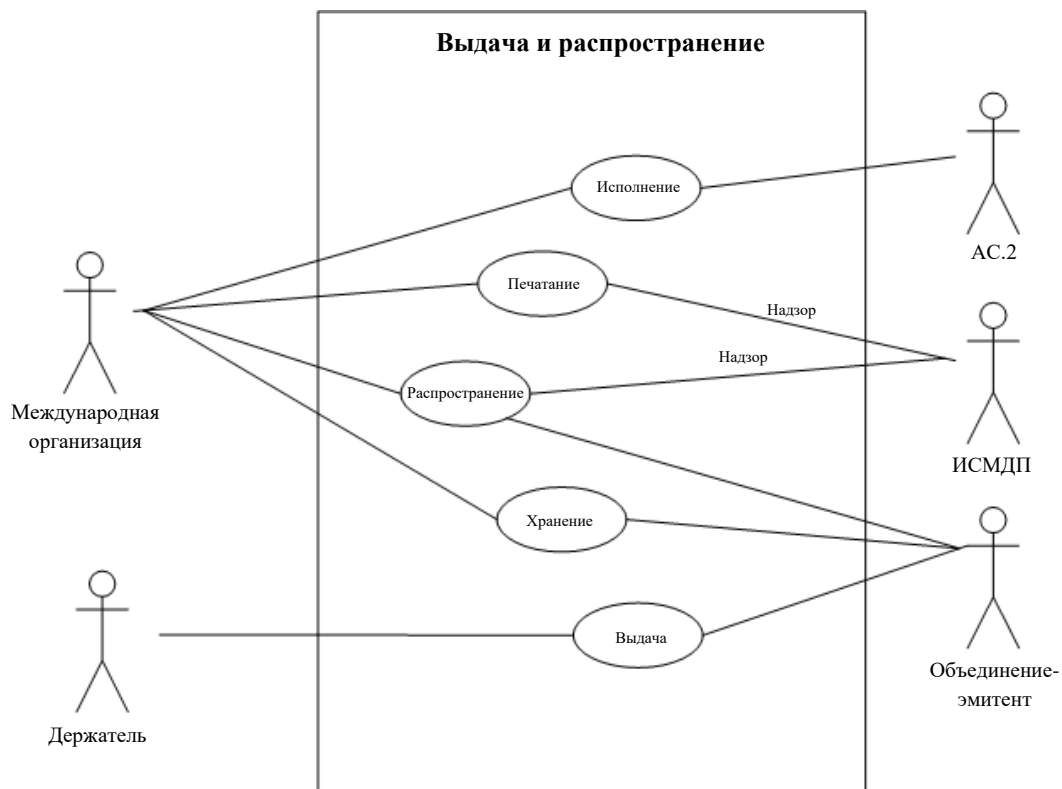 Выдача и распространение
Исполнение
АС.2
Печатание
Надзор
Надзор
Распространение
Международная
организация
ИСМДП
Хранение
Выдача
Объединение-
эмитент
Держатель